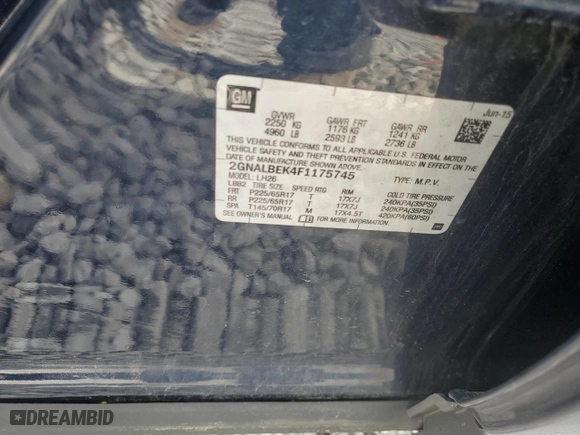 GM
Jun-15
GVWR GAWR FRT GAWR RR
2250 KG 1176 KG 1241 KG
4960 LB 2593 LB 2736 LB
THIS VEHICLE CONFORMS TO ALL APPLICABLE U.S. FEDERAL MOTOR
VEHICLE SAFETY AND THEFT PREVENTION STANDARDS IN EFFECT ON
THE DATE OF MANUFACTURE SHOWN ABOVE.
2GNALBEK4F1175745 TYPE: M.P.V.
MODEL: LH26
LBB2 TIRE SIZE SPEED RTG RIM COLD TIRE PRESSURE
FRT P225/65R17 T 17X7J 240KPA(35PSI)
RR P225/65R17 T 17X7J 240KPA(35PSI)
SPA T145/70R17 M 17X4.5T 420KPA(60PSI)
SEE OWNER'S MANUAL FOR MORE INFORMATION.
DREAMBID